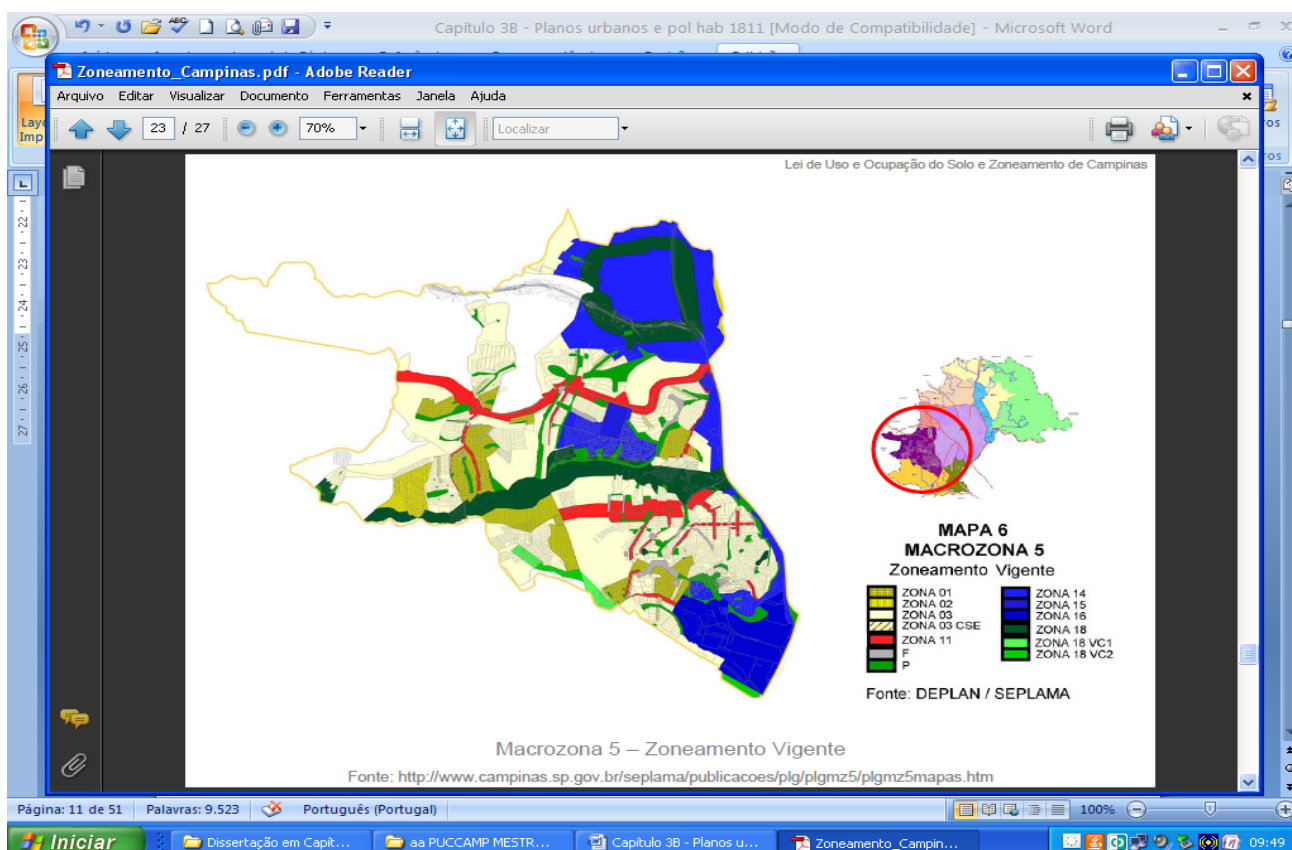 Capítulo 3B - Planos urbanos e pol hab 1811 [Modo de Compatibilidade] - Microsoft Word
Zoneamento_Campinas.pdf - Adobe Reader
Arquivo Editar Visualizar Documento Ferramentas Janela Ajuda
23 / 27 70% Localizar
Lei de Uso e Ocupação do Solo e Zoneamento de Campinas
MAPA 6
MACROZONA 5
Zoneamento Vigente
ZONA 01
ZONA 02
ZONA 03
ZONA 03 CSE
ZONA 11
F
P
ZONA 14
ZONA 15
ZONA 16
ZONA 18
ZONA 18 VC1
ZONA 18 VC2
Fonte: DEPLAN / SEPLAMA
Macrozona 5 – Zoneamento Vigente
Fonte: http://www.campinas.sp.gov.br/seplama/publicacoes/plg/plgmz5/plgmz5mapas.htm
Página: 11 de 51 Palavras: 9.523 Português (Portugal) 100%
Iniciar Dissertação em Capít... aa PUCCAMP MESTR... Capítulo 3B - Planos u... Zoneamento_Campin... 09:49